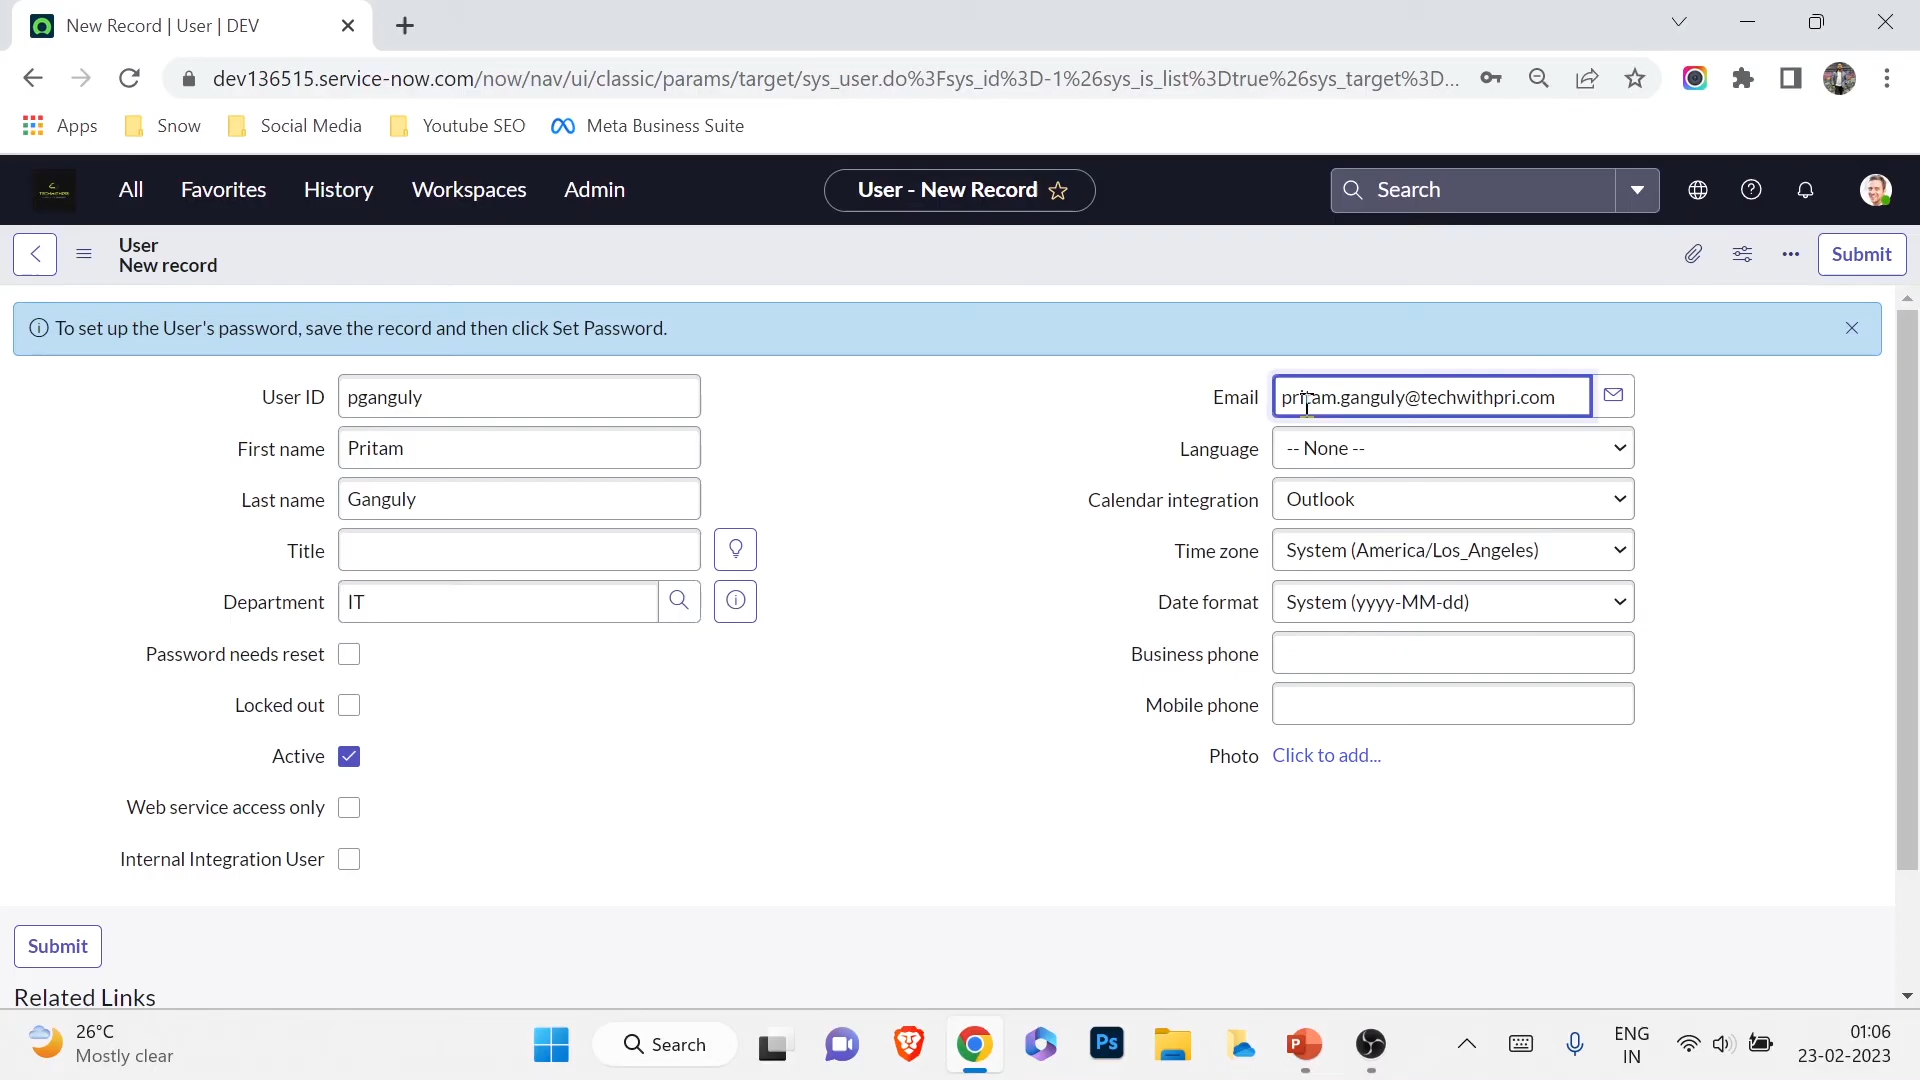 New Record | User | DEV
dev136515.service-now.com/now/nav/ui/classic/params/target/sys_user.do%3Fsys_id%3D-1%26sys_is_list%3Dtrue%26sys_target%3D...
Apps Snow Social Media Youtube SEO Meta Business Suite
All Favorites History Workspaces Admin User - New Record Search
User
New record
Submit
To set up the User's password, save the record and then click Set Password.
User ID pganguly
First name Pritam
Last name Ganguly
Title
Department IT
Password needs reset
Locked out
Active
Web service access only
Internal Integration User
Email pritam.ganguly@techwithpri.com
Language -- None --
Calendar integration Outlook
Time zone System (America/Los_Angeles)
Date format System (yyyy-MM-dd)
Business phone
Mobile phone
Photo Click to add...
Submit
Related Links
26°C
Mostly clear
Search
Ps
ENG
IN
01:06
23-02-2023